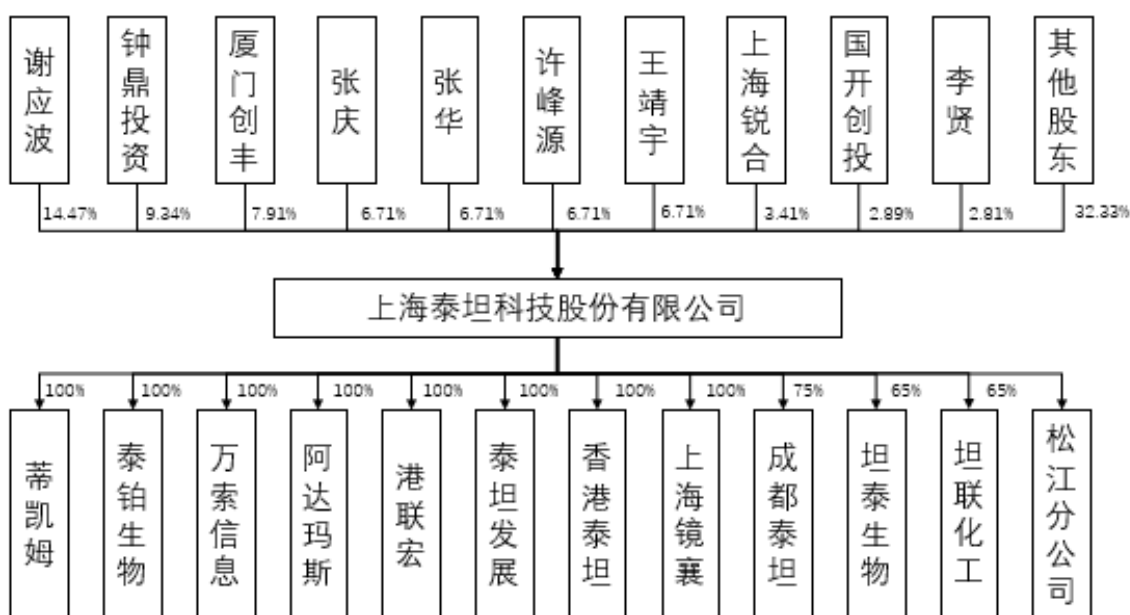 谢应波
钟鼎投资
厦门创丰
张庆
张华
许峰源
王靖宇
上海锐合
国开创投
李贤
其他股东
14.47%
9.34%
7.91%
6.71%
6.71%
6.71%
6.71%
3.41%
2.89%
2.81%
32.33%
上海泰坦科技股份有限公司
100%
100%
100%
100%
100%
100%
100%
100%
75%
65%
65%
蒂凯姆
泰铂生物
万索信息
阿达玛斯
港联宏
泰坦发展
香港泰坦
上海镜襄
成都泰坦
坦泰生物
坦联化工
松江分公司